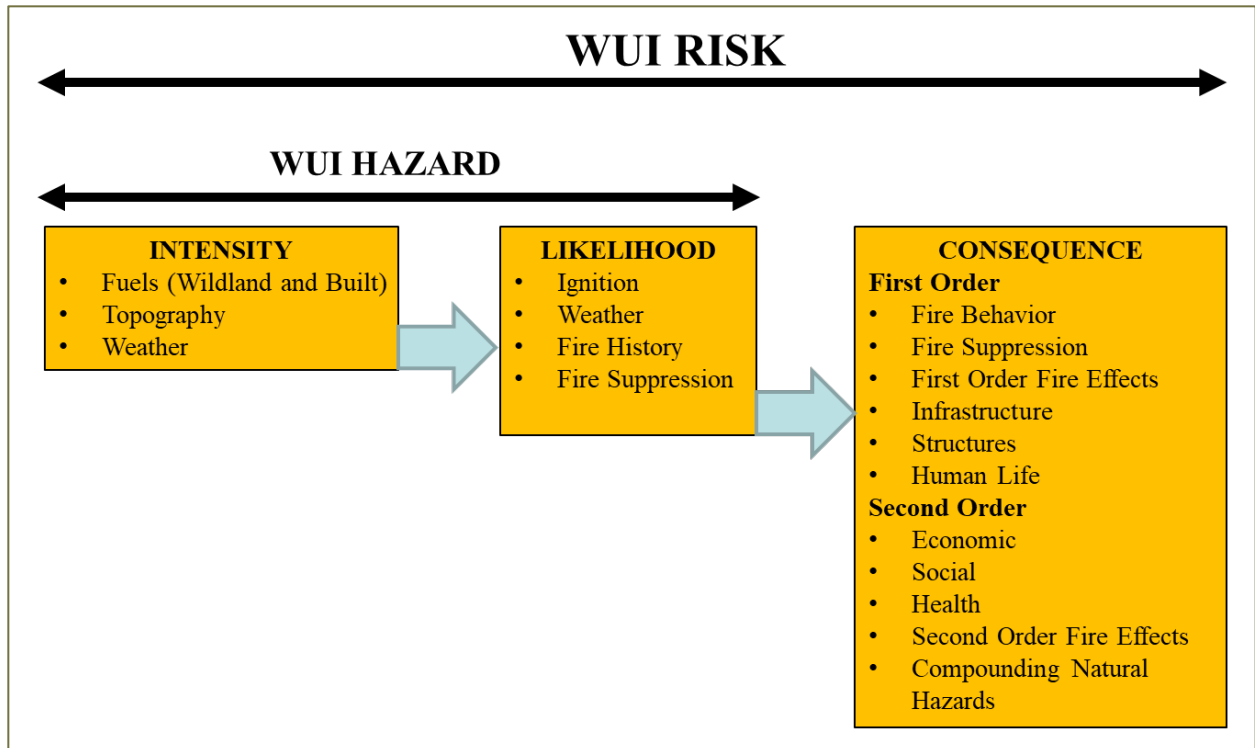 WUI RISK
WUI HAZARD
INTENSITY
• Fuels (Wildland and Built)
• Topography
• Weather
LIKELIHOOD
• Ignition
• Weather
• Fire History
• Fire Suppression
CONSEQUENCE
First Order
• Fire Behavior
• Fire Suppression
• First Order Fire Effects
• Infrastructure
• Structures
• Human Life
Second Order
• Economic
• Social
• Health
• Second Order Fire Effects
• Compounding Natural
Hazards